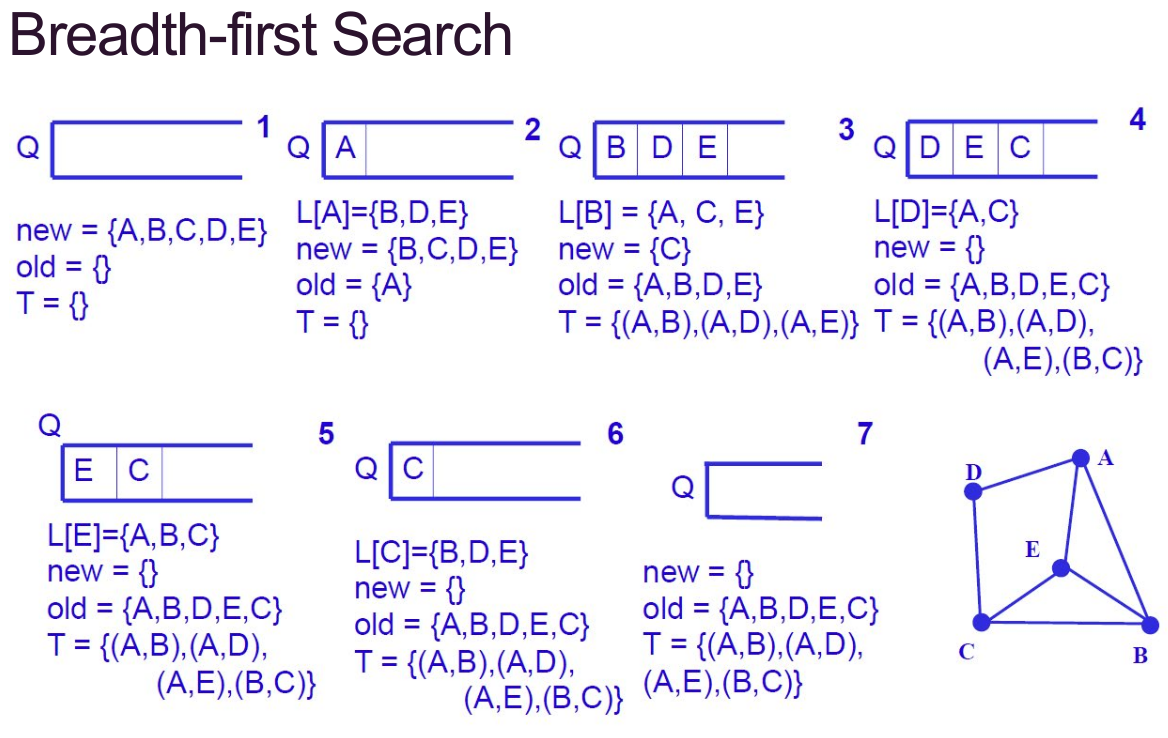 Breadth-first Search
Q
1
new = {A,B,C,D,E}
old = {}
T = {}
Q A
2
L[A]={B,D,E}
new = {B,C,D,E}
old = {A}
T = {}
Q B D E
3
L[B] = {A, C, E}
new = {C}
old = {A,B,D,E}
T = {(A,B),(A,D),(A,E)}
Q D E C
4
L[D]={A,C}
new = {}
old = {A,B,D,E,C}
T = {(A,B),(A,D),
(A,E),(B,C)}
Q
E C
5
L[E]={A,B,C}
new = {}
old = {A,B,D,E,C}
T = {(A,B),(A,D),
(A,E),(B,C)}
Q C
6
L[C]={B,D,E}
new = {}
old = {A,B,D,E,C}
T = {(A,B),(A,D),
(A,E),(B,C)}
Q
7
new = {}
old = {A,B,D,E,C}
T = {(A,B),(A,D),
(A,E),(B,C)}
A
D
E
C
B